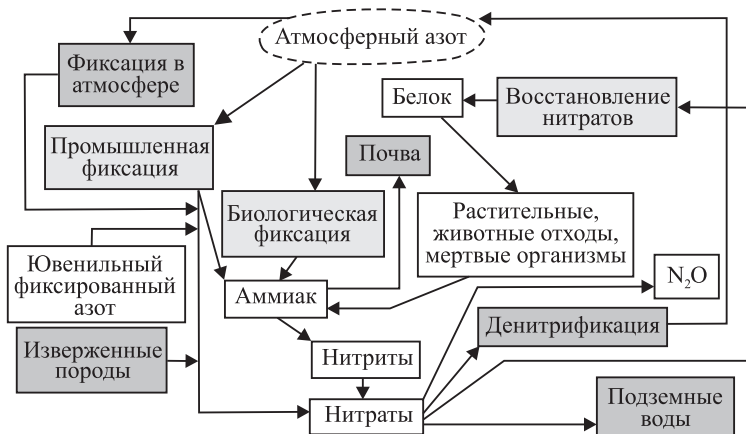 Атмосферный азот
Фиксация в
атмосфере
Белок
Восстановление
нитратов
Промышленная
фиксация
Почва
Биологическая
фиксация
Растительные,
животные отходы,
мертвые организмы
Ювенильный
фиксированный
азот
Аммиак
N₂O
Изверженные
породы
Нитриты
Денитрификация
Нитраты
Подземные
воды